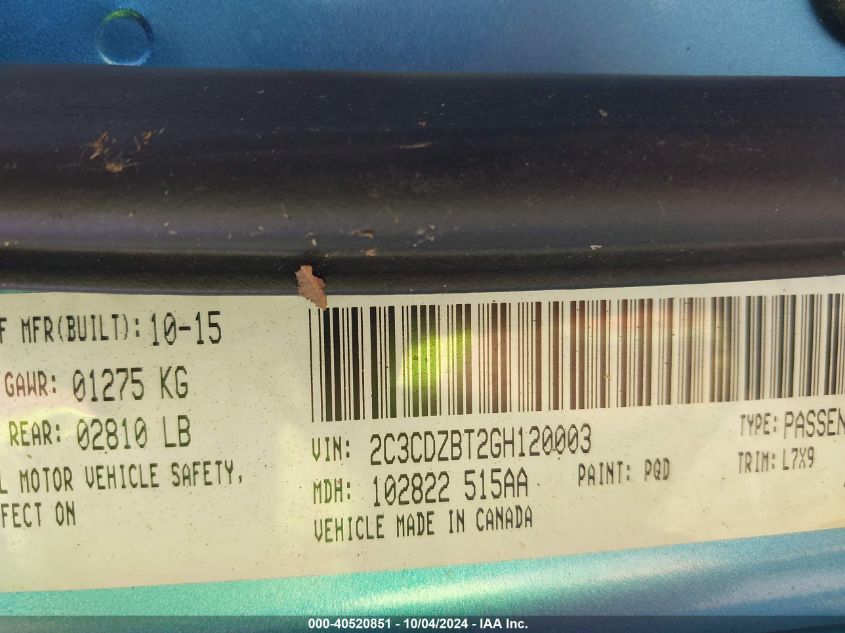 F MFR(BUILT): 10-15
GAWR: 01275 KG
REAR: 02810 LB
L MOTOR VEHICLE SAFETY,
FECT ON
VIN: 2C3CDZBT2GH120003
TYPE: PASSEN
MDH: 102822 515AA
PAINT: PQD
TRIM: L7X9
VEHICLE MADE IN CANADA
000-40520851 - 10/04/2024 - IAA Inc.